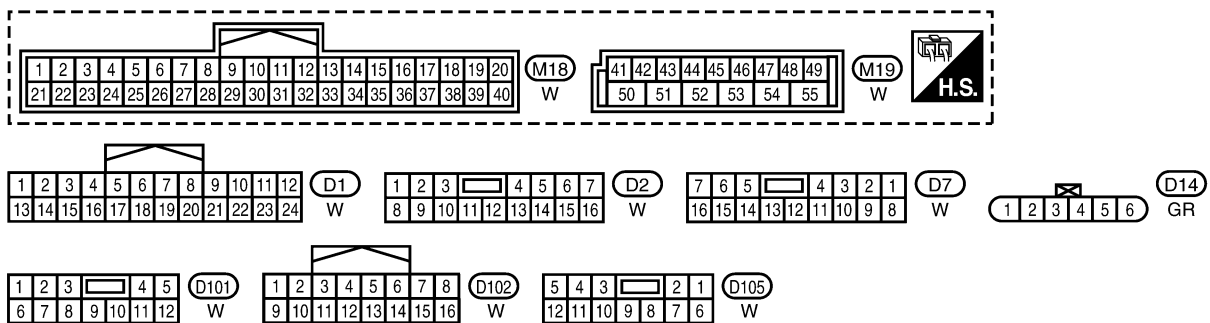 1 2 3 4 5 6 7 8 9 10 11 12 13 14 15 16 17 18 19 20 M18
21 22 23 24 25 26 27 28 29 30 31 32 33 34 35 36 37 38 39 40 W
41 42 43 44 45 46 47 48 49 M19
50 51 52 53 54 55 W
H.S.
1 2 3 4 5 6 7 8 9 10 11 12 D1
13 14 15 16 17 18 19 20 21 22 23 24 W
1 2 3 4 5 6 7 D2
8 9 10 11 12 13 14 15 16 W
7 6 5 4 3 2 1 D7
16 15 14 13 12 11 10 9 8 W
D14
1 2 3 4 5 6 GR
1 2 3 4 5 D101
6 7 8 9 10 11 12 W
1 2 3 4 5 6 7 8 D102
9 10 11 12 13 14 15 16 W
5 4 3 2 1 D105
12 11 10 9 8 7 6 W